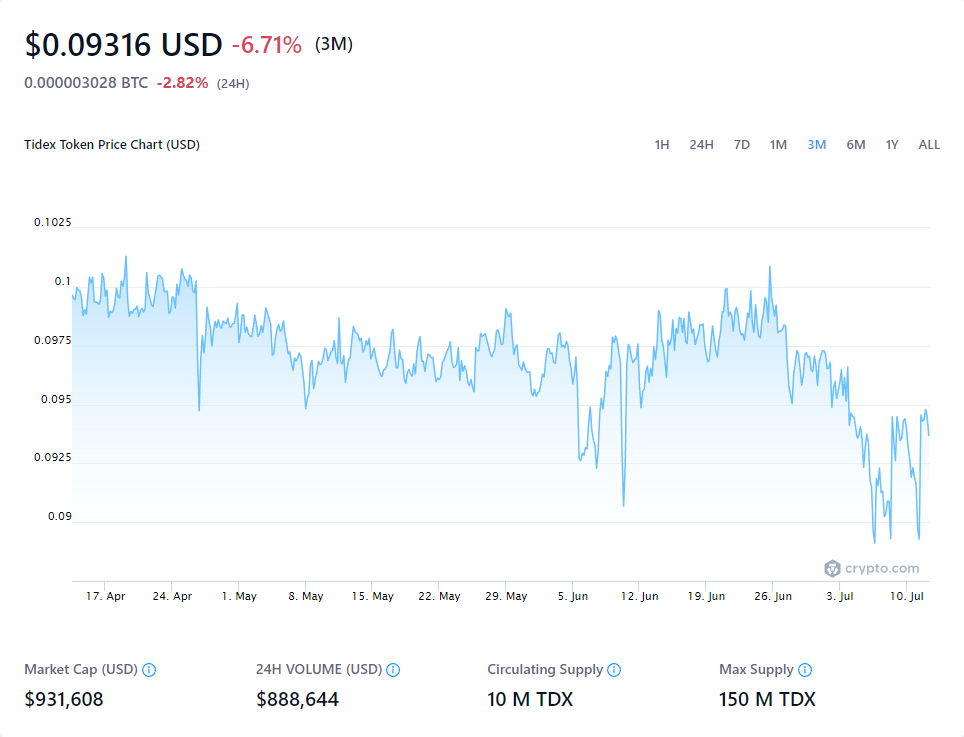 $0.09316 USD -6.71% (3M)
0.000003028 BTC -2.82% (24H)
Tidex Token Price Chart (USD)
1H 24H 7D 1M 3M 6M 1Y ALL
0.1025
0.1
0.0975
0.095
0.0925
0.09
crypto.com
17. Apr 24. Apr 1. May 8. May 15. May 22. May 29. May 5. Jun 12. Jun 19. Jun 26. Jun 3. Jul 10. Jul
Market Cap (USD) 24H VOLUME (USD) Circulating Supply Max Supply
$931,608 $888,644 10 M TDX 150 M TDX